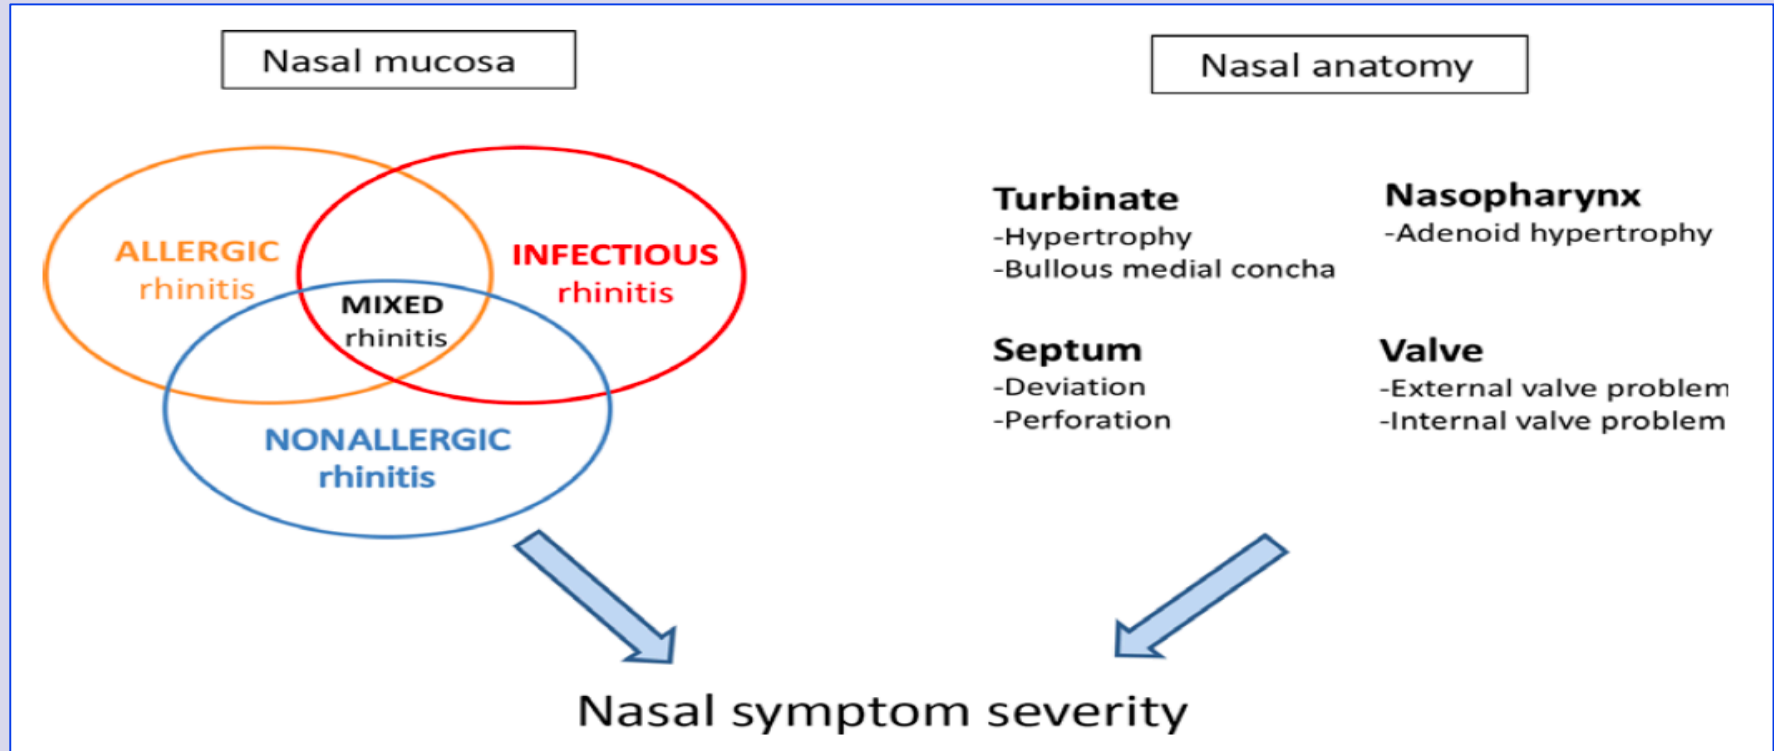 Nasal mucosa
ALLERGIC
rhinitis
INFECTIOUS
rhinitis
MIXED
rhinitis
NONALLERGIC
rhinitis
Nasal anatomy
Turbinate
-Hypertrophy
-Bullous medial concha
Nasopharynx
-Adenoid hypertrophy
Septum
-Deviation
-Perforation
Valve
-External valve problem
-Internal valve problem
Nasal symptom severity